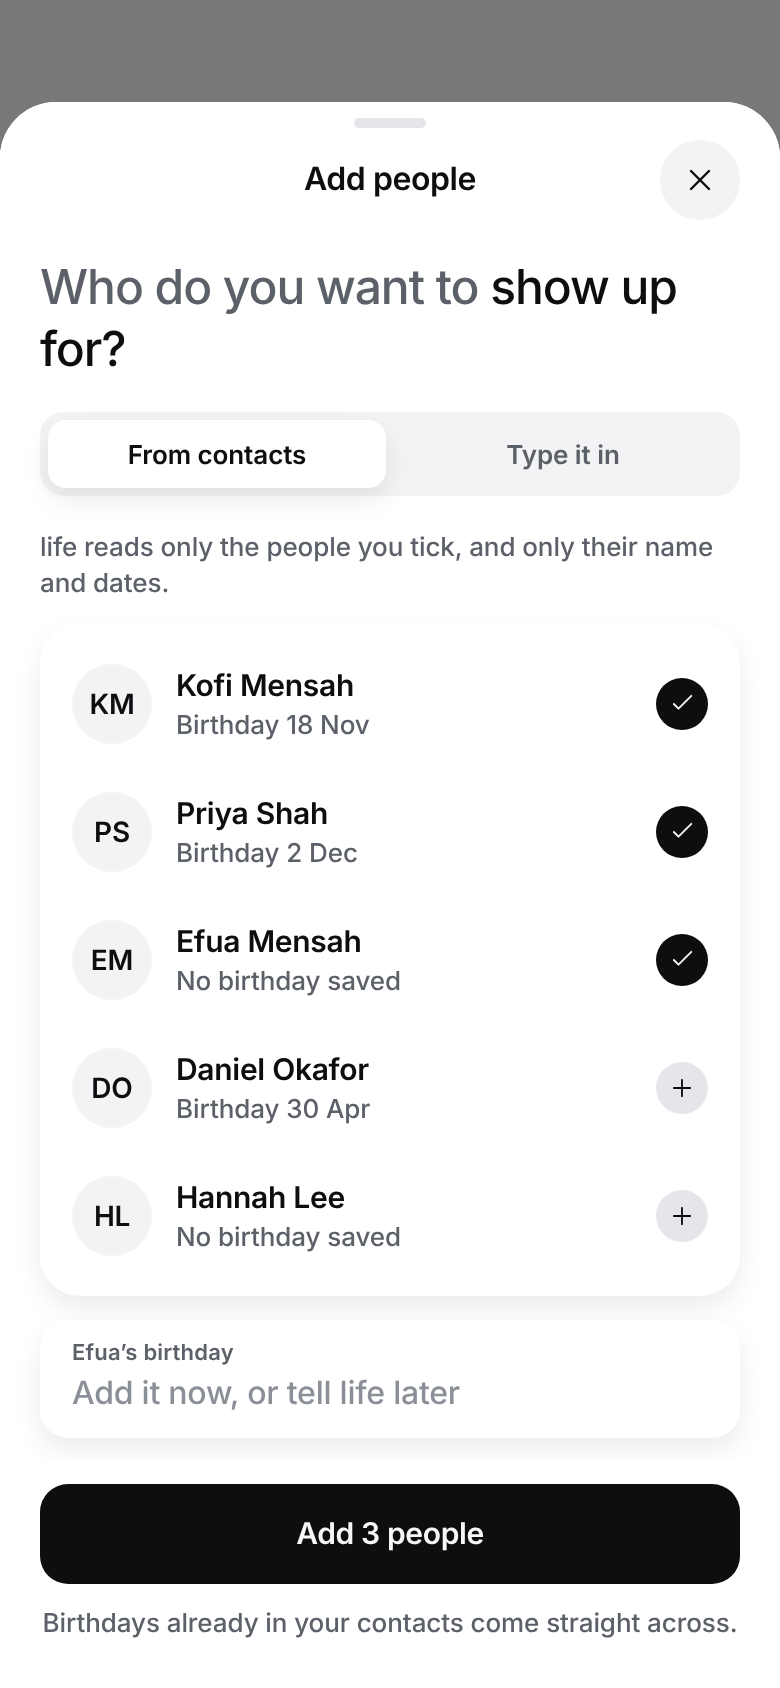 Add people
Who do you want to show up
for?
From contacts
Type it in
life reads only the people you tick, and only their name
and dates.
KM
Kofi Mensah
Birthday 18 Nov
PS
Priya Shah
Birthday 2 Dec
EM
Efua Mensah
No birthday saved
DO
Daniel Okafor
Birthday 30 Apr
HL
Hannah Lee
No birthday saved
Efua’s birthday
Add it now, or tell life later
Add 3 people
Birthdays already in your contacts come straight across.